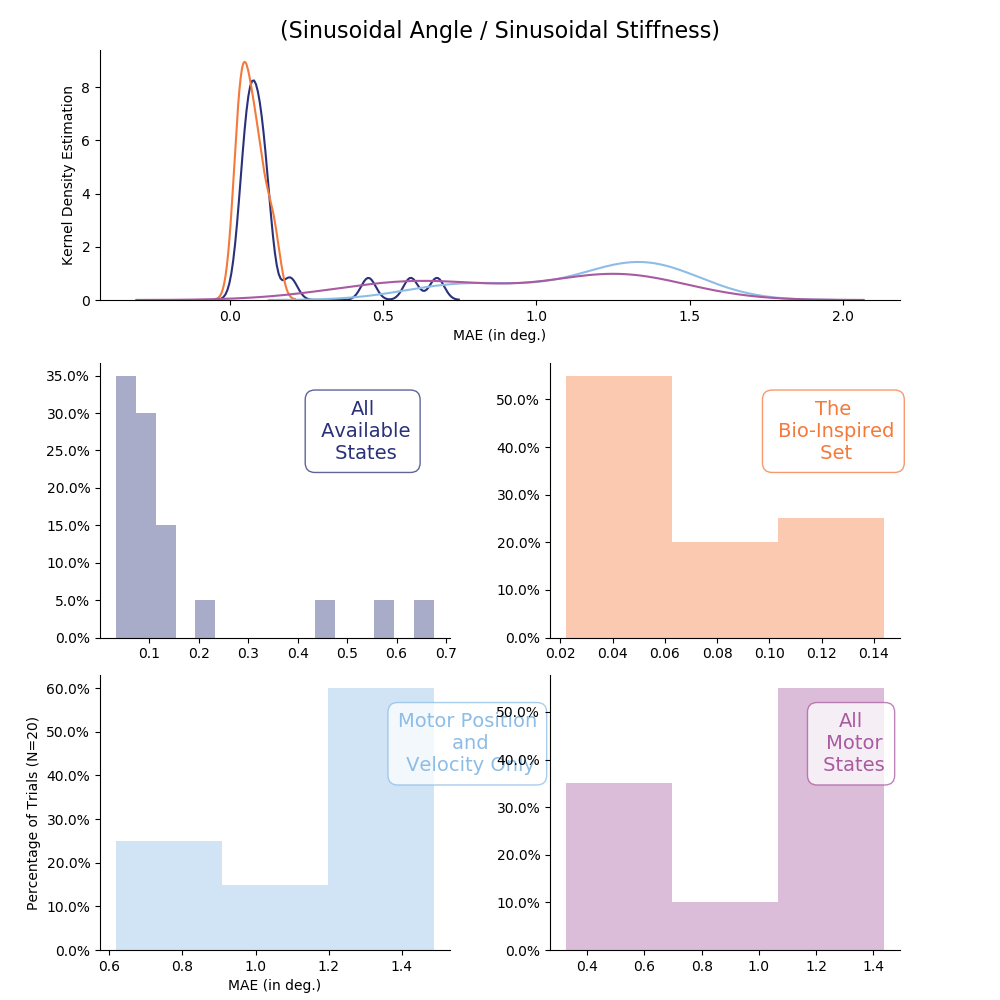 (Sinusoidal Angle / Sinusoidal Stiffness)
Kernel Density Estimation
8
6
4
2
0
0.0 0.5 1.0 1.5 2.0
MAE (in deg.)
35.0%
30.0%
25.0%
20.0%
15.0%
10.0%
5.0%
0.0%
All
Available
States
0.1 0.2 0.3 0.4 0.5 0.6 0.7
50.0%
40.0%
30.0%
20.0%
10.0%
0.0%
The
Bio-Inspired
Set
0.02 0.04 0.06 0.08 0.10 0.12 0.14
Percentage of Trials (N=20)
60.0%
50.0%
40.0%
30.0%
20.0%
10.0%
0.0%
Motor Position
and
Velocity Only
0.6 0.8 1.0 1.2 1.4
MAE (in deg.)
50.0%
40.0%
30.0%
20.0%
10.0%
0.0%
All
Motor
States
0.4 0.6 0.8 1.0 1.2 1.4